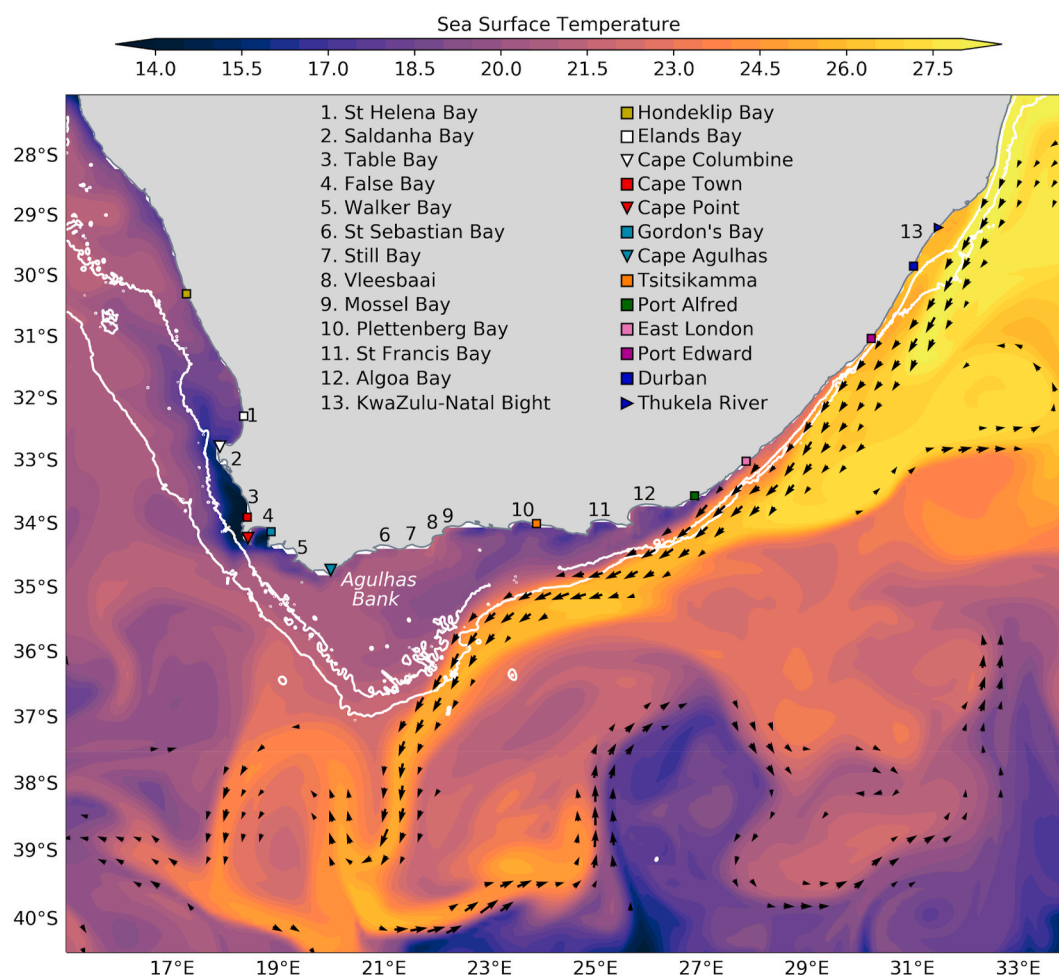 Sea Surface Temperature
14.0 15.5 17.0 18.5 20.0 21.5 23.0 24.5 26.0 27.5
1. St Helena Bay
2. Saldanha Bay
3. Table Bay
4. False Bay
5. Walker Bay
6. St Sebastian Bay
7. Still Bay
8. Vleesbaai
9. Mossel Bay
10. Plettenberg Bay
11. St Francis Bay
12. Algoa Bay
13. KwaZulu-Natal Bight
Hondeklip Bay
Elands Bay
Cape Columbine
Cape Town
Cape Point
Gordon's Bay
Cape Agulhas
Tsitsikamma
Port Alfred
East London
Port Edward
Durban
Thukela River
28°S
29°S
30°S
31°S
32°S
33°S
34°S
35°S
36°S
37°S
38°S
39°S
40°S
13
1
2
3
4
5
6
7
8
9
10
11
12
Agulhas
Bank
17°E 19°E 21°E 23°E 25°E 27°E 29°E 31°E 33°E